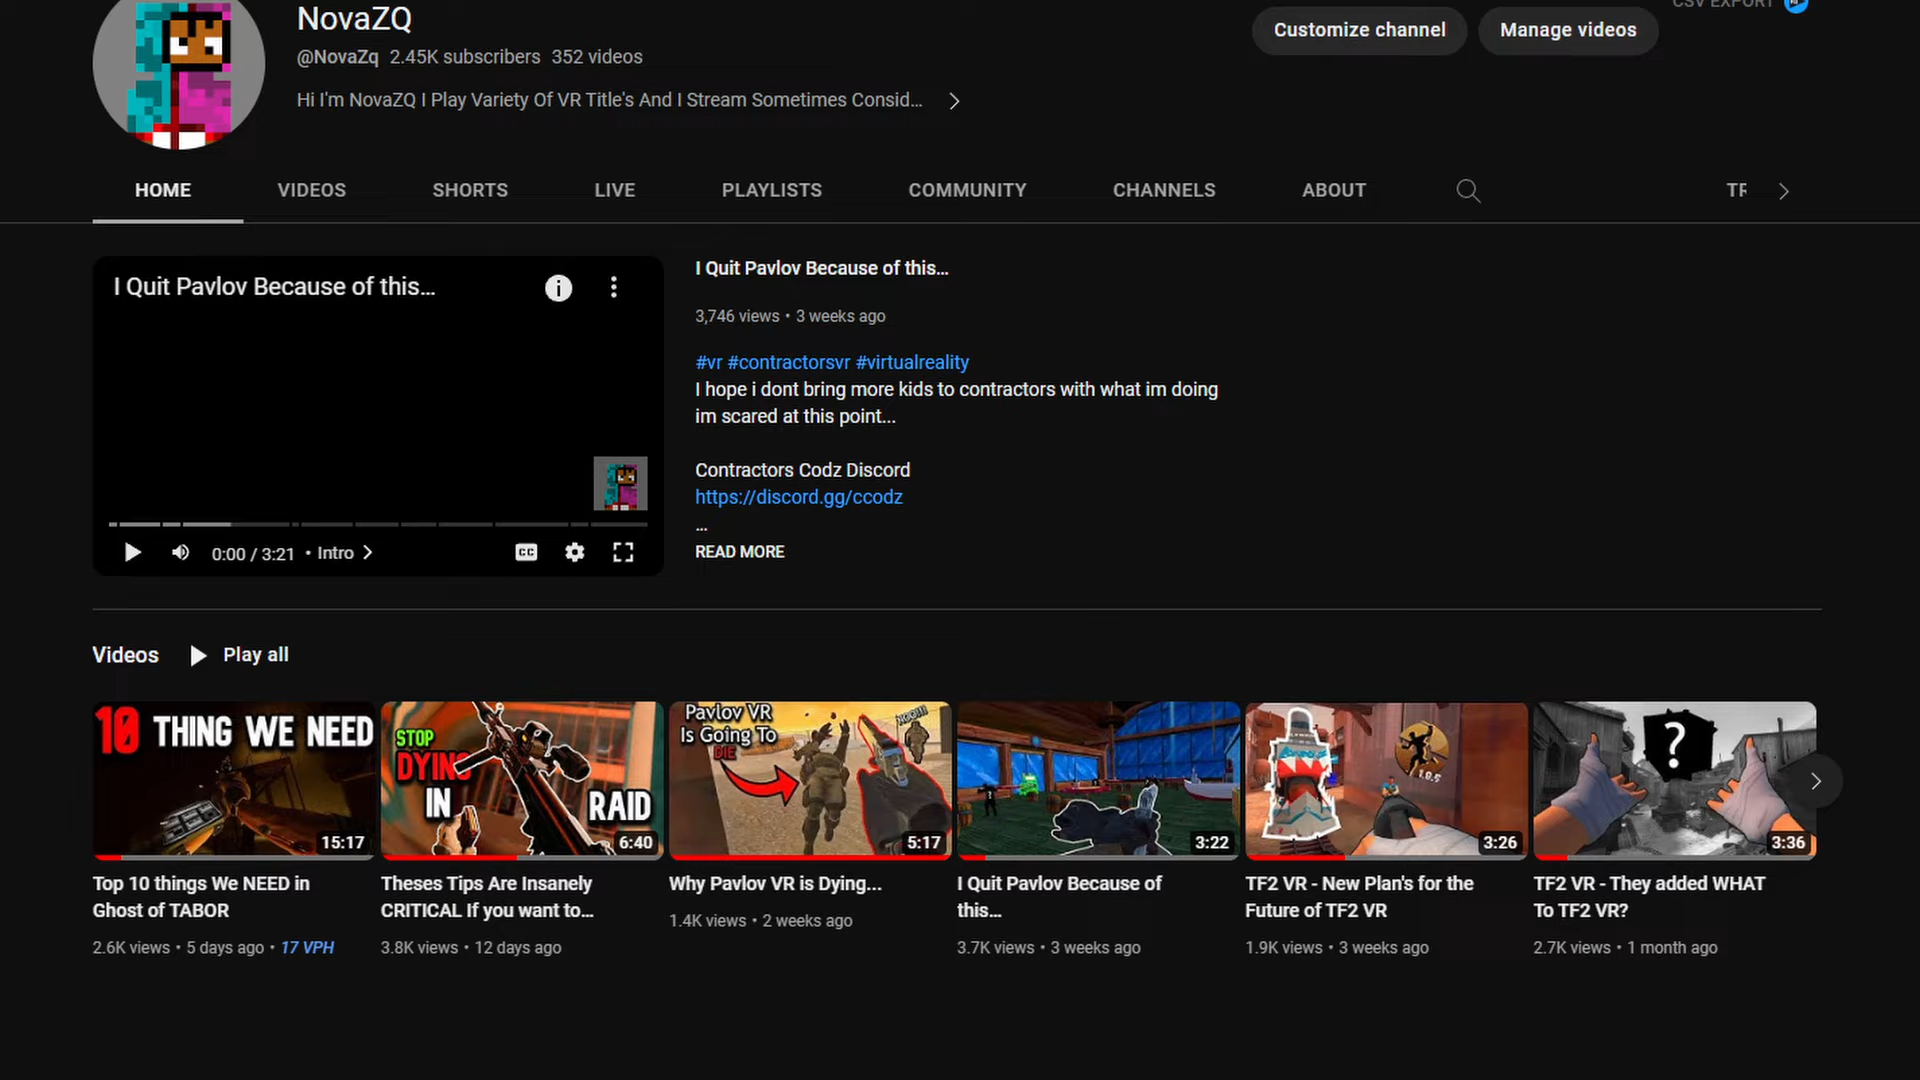 NovaZQ
CSV EXPORT
Customize channel
Manage videos
@NovaZq 2.45K subscribers 352 videos
Hi I'm NovaZQ I Play Variety Of VR Title's And I Stream Sometimes Consid...
HOME VIDEOS SHORTS LIVE PLAYLISTS COMMUNITY CHANNELS ABOUT TR
I Quit Pavlov Because of this...
0:00 / 3:21 • Intro
CC
I Quit Pavlov Because of this...
3,746 views • 3 weeks ago
#vr #contractorsvr #virtualreality
I hope i dont bring more kids to contractors with what im doing
im scared at this point...
Contractors Codz Discord
https://discord.gg/ccodz
...
READ MORE
Videos Play all
10 THING WE NEED
15:17
Top 10 things We NEED in
Ghost of TABOR
2.6K views • 5 days ago • 17 VPH
STOP
DYING
IN
RAID
6:40
Theses Tips Are Insanely
CRITICAL If you want to...
3.8K views • 12 days ago
Pavlov VR
Is Going To
DIE
NOOO!!!
5:17
Why Pavlov VR is Dying...
1.4K views • 2 weeks ago
3:22
I Quit Pavlov Because of
this...
3.7K views • 3 weeks ago
1.0.5
3:26
TF2 VR - New Plan's for the
Future of TF2 VR
1.9K views • 3 weeks ago
?
3:36
TF2 VR - They added WHAT
To TF2 VR?
2.7K views • 1 month ago